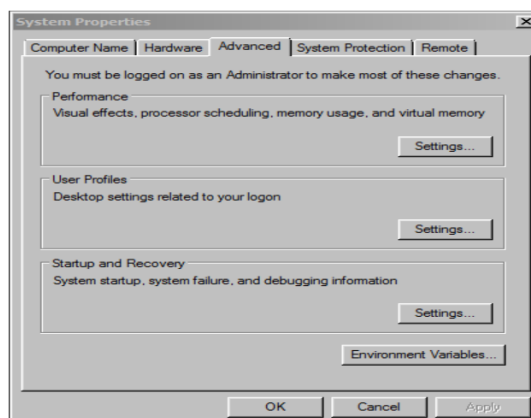 System Properties
Computer Name Hardware Advanced System Protection Remote
You must be logged on as an Administrator to make most of these changes.
Performance
Visual effects, processor scheduling, memory usage, and virtual memory
Settings...
User Profiles
Desktop settings related to your logon
Settings...
Startup and Recovery
System startup, system failure, and debugging information
Settings...
Environment Variables...
OK Cancel Apply